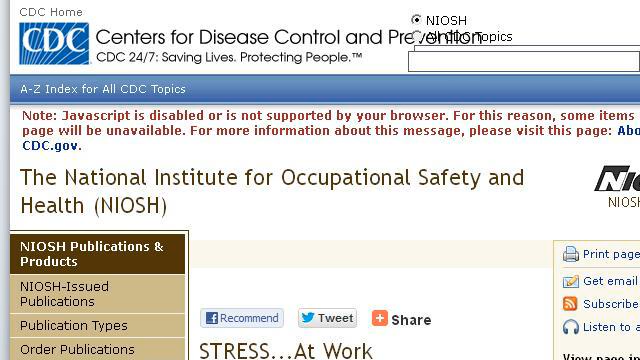 CDC Home
CDC
Centers for Disease Control and Prevention
CDC 24/7: Saving Lives. Protecting People.™
NIOSH
All CDC Topics
A-Z Index for All CDC Topics
Note: Javascript is disabled or is not supported by your browser. For this reason, some items
page will be unavailable. For more information about this message, please visit this page:
CDC.gov.
The National Institute for Occupational Safety and
Health (NIOSH)
NIOSH Publications &
Products
NIOSH-Issued
Publications
Publication Types
Order Publications
Recommend
Tweet
Share
STRESS...At Work
Print page
Get email
Subscribe
Listen to
View page in